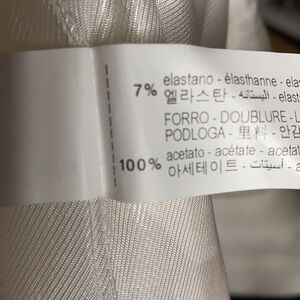 7% elastano - élasthanne - elas
엘라스탄 - الیستانه - elast
FORRO - DOUBLURE - L
PODLOGA - 里料 - 안감
100% acetato - acétate - acetat
아세테이트 - أسيتات - a